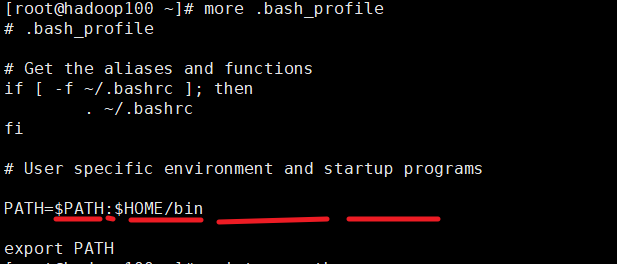 [root@hadoop100 ~]# more .bash_profile
# .bash_profile
# Get the aliases and functions
if [ -f ~/.bashrc ]; then
. ~/.bashrc
fi
# User specific environment and startup programs
PATH=$PATH:$HOME/bin
export PATH